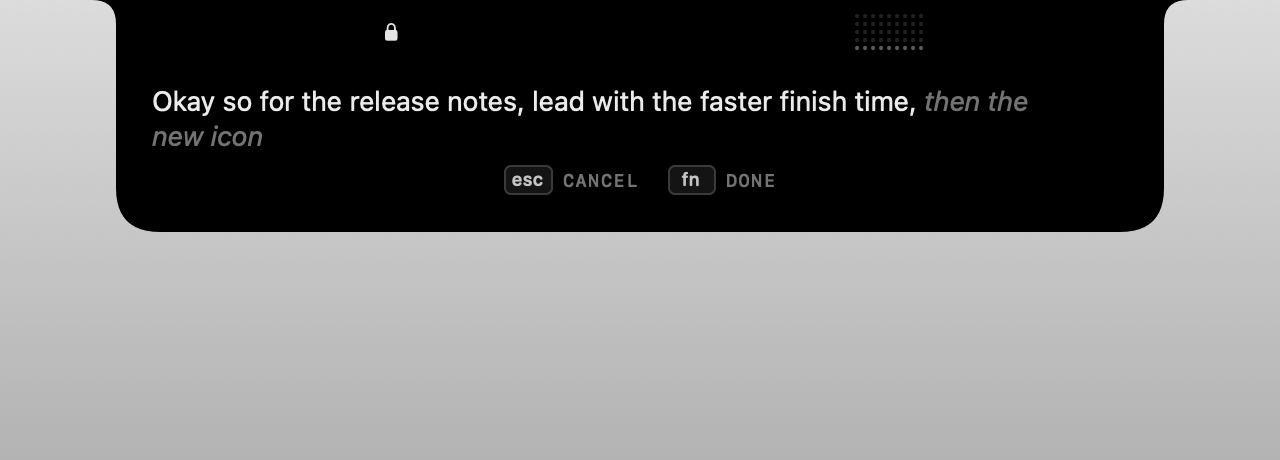 Okay so for the release notes, lead with the faster finish time, then the
new icon
esc CANCEL fn DONE